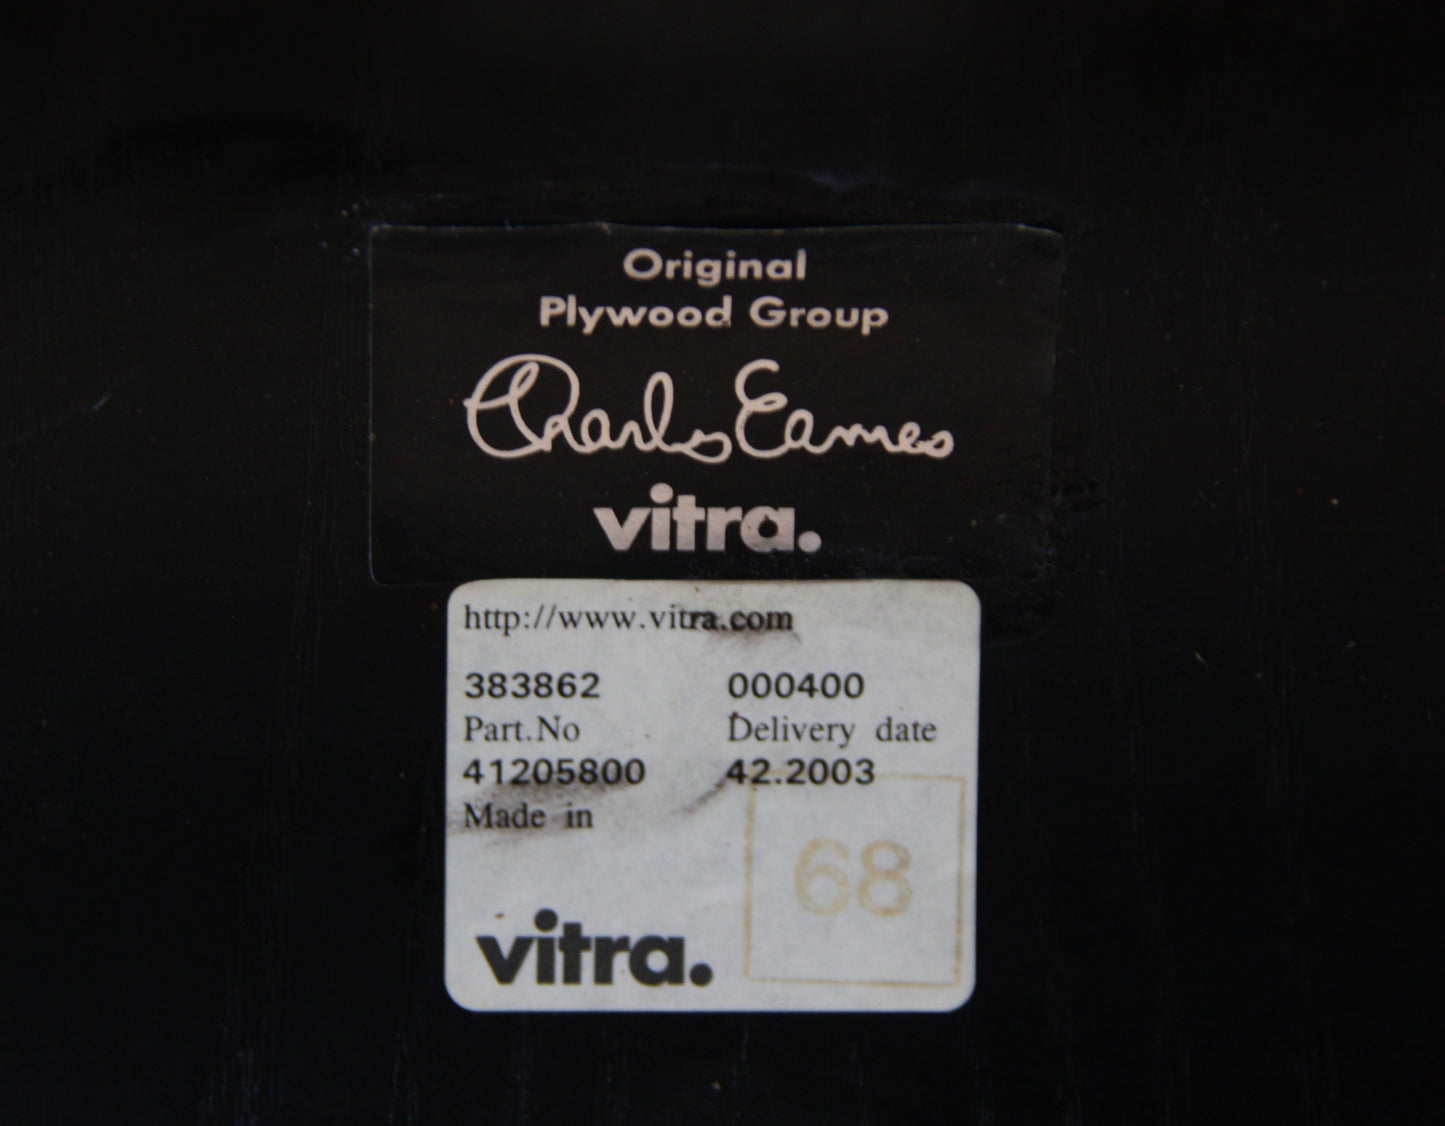 Original
Plywood Group
Charles Eames
vitra.
http://www.vitra.com
383862 000400
Part.No Delivery date
41205800 42.2003
Made in
68
vitra.